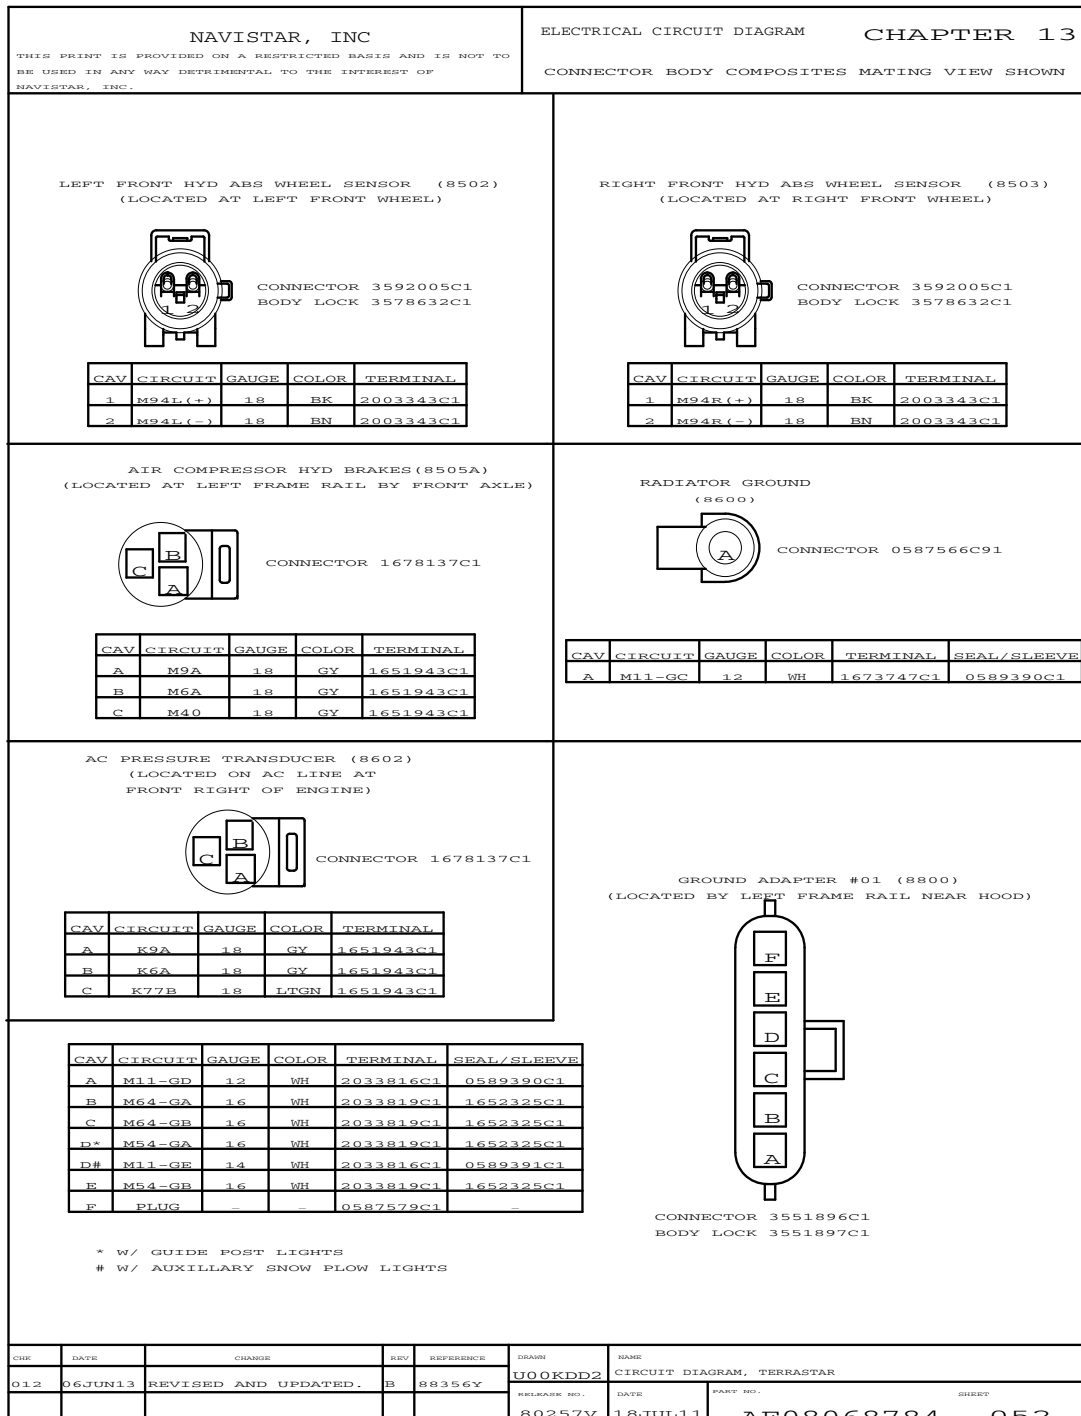 NAVISTAR, INC
THIS PRINT IS PROVIDED ON A RESTRICTED BASIS AND IS NOT TO
BE USED IN ANY WAY DETRIMENTAL TO THE INTEREST OF
NAVISTAR, INC.
ELECTRICAL CIRCUIT DIAGRAM CHAPTER 13
CONNECTOR BODY COMPOSITES MATING VIEW SHOWN
LEFT FRONT HYD ABS WHEEL SENSOR (8502)
(LOCATED AT LEFT FRONT WHEEL)
1 2
CONNECTOR 3592005C1
BODY LOCK 3578632C1
CAV CIRCUIT GAUGE COLOR TERMINAL
1 M94L(+) 18 BK 2003343C1
2 M94L(-) 18 BN 2003343C1
RIGHT FRONT HYD ABS WHEEL SENSOR (8503)
(LOCATED AT RIGHT FRONT WHEEL)
1 2
CONNECTOR 3592005C1
BODY LOCK 3578632C1
CAV CIRCUIT GAUGE COLOR TERMINAL
1 M94R(+) 18 BK 2003343C1
2 M94R(-) 18 BN 2003343C1
AIR COMPRESSOR HYD BRAKES(8505A)
(LOCATED AT LEFT FRAME RAIL BY FRONT AXLE)
B
C
A
CONNECTOR 1678137C1
CAV CIRCUIT GAUGE COLOR TERMINAL
A M9A 18 GY 1651943C1
B M6A 18 GY 1651943C1
C M40 18 GY 1651943C1
RADIATOR GROUND
(8600)
A
CONNECTOR 0587566C91
CAV CIRCUIT GAUGE COLOR TERMINAL SEAL/SLEEVE
A M11-GC 12 WH 1673747C1 0589390C1
AC PRESSURE TRANSDUCER (8602)
(LOCATED ON AC LINE AT
FRONT RIGHT OF ENGINE)
B
C
A
CONNECTOR 1678137C1
CAV CIRCUIT GAUGE COLOR TERMINAL
A K9A 18 GY 1651943C1
B K6A 18 GY 1651943C1
C K77B 18 LTGN 1651943C1
GROUND ADAPTER #01 (8800)
(LOCATED BY LEFT FRAME RAIL NEAR HOOD)
F
E
D
C
B
A
CONNECTOR 3551896C1
BODY LOCK 3551897C1
CAV CIRCUIT GAUGE COLOR TERMINAL SEAL/SLEEVE
A M11-GD 12 WH 2033816C1 0589390C1
B M64-GA 16 WH 2033819C1 1652325C1
C M64-GB 16 WH 2033819C1 1652325C1
D* M54-GA 16 WH 2033819C1 1652325C1
D# M11-GE 14 WH 2033816C1 0589391C1
E M54-GB 16 WH 2033819C1 1652325C1
F PLUG - - 0587579C1 -
* W/ GUIDE POST LIGHTS
# W/ AUXILLARY SNOW PLOW LIGHTS
CHK DATE CHANGE REV REFERENCE
012 06JUN13 REVISED AND UPDATED. B 88356Y
DRAWN
U00KDD2
NAME
CIRCUIT DIAGRAM, TERRASTAR
RELEASE NO.
80257V
DATE
18JUL11
PART NO. SHEET
AE08068784 052